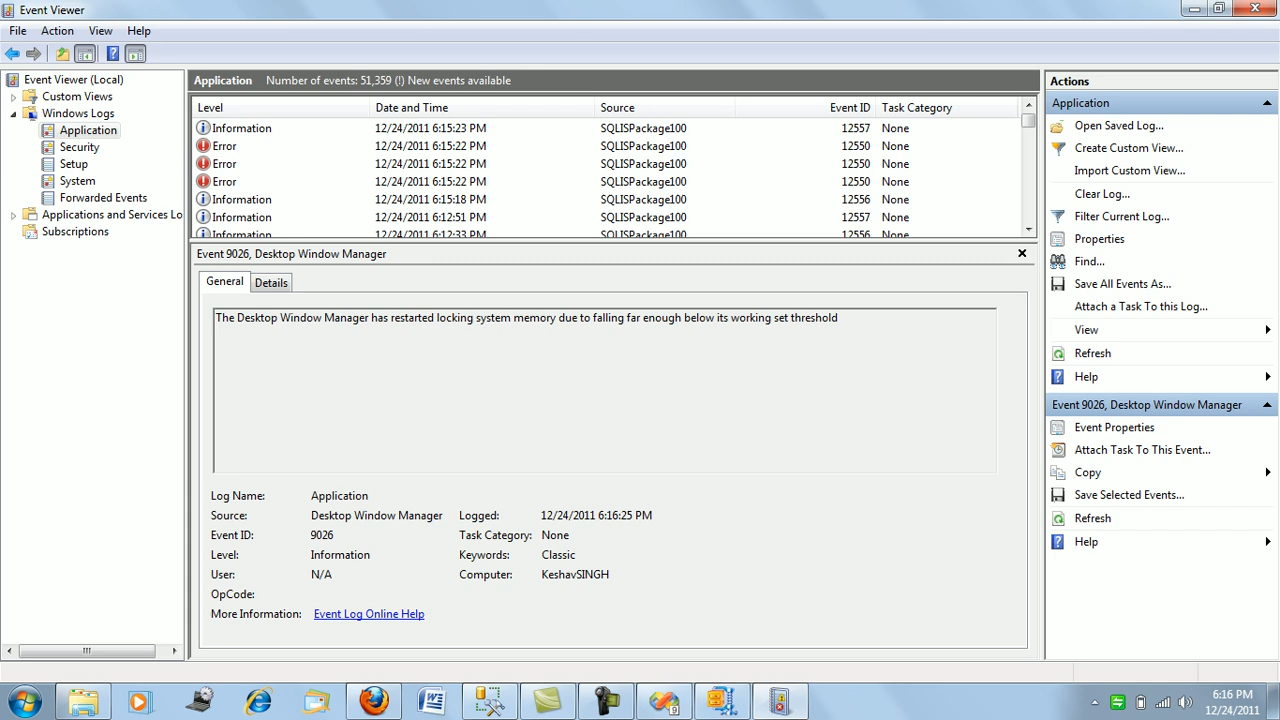 Event Viewer
File Action View Help
Event Viewer (Local)
Custom Views
Windows Logs
Application
Security
Setup
System
Forwarded Events
Applications and Services Lo
Subscriptions
Application Number of events: 51,359 (!) New events available
Level Date and Time Source Event ID Task Category
Information 12/24/2011 6:15:23 PM SQLISPackage100 12557 None
Error 12/24/2011 6:15:22 PM SQLISPackage100 12550 None
Error 12/24/2011 6:15:22 PM SQLISPackage100 12550 None
Error 12/24/2011 6:15:22 PM SQLISPackage100 12550 None
Information 12/24/2011 6:15:18 PM SQLISPackage100 12556 None
Information 12/24/2011 6:12:51 PM SQLISPackage100 12557 None
Information 12/24/2011 6:12:33 PM SQLISPackage100 12556 None
Event 9026, Desktop Window Manager
General Details
The Desktop Window Manager has restarted locking system memory due to falling far enough below its working set threshold
Log Name: Application
Source: Desktop Window Manager Logged: 12/24/2011 6:16:25 PM
Event ID: 9026 Task Category: None
Level: Information Keywords: Classic
User: N/A Computer: KeshavSINGH
OpCode:
More Information: Event Log Online Help
Actions
Application
Open Saved Log...
Create Custom View...
Import Custom View...
Clear Log...
Filter Current Log...
Properties
Find...
Save All Events As...
Attach a Task To this Log...
View
Refresh
Help
Event 9026, Desktop Window Manager
Event Properties
Attach Task To This Event...
Copy
Save Selected Events...
Refresh
Help
6:16 PM
12/24/2011